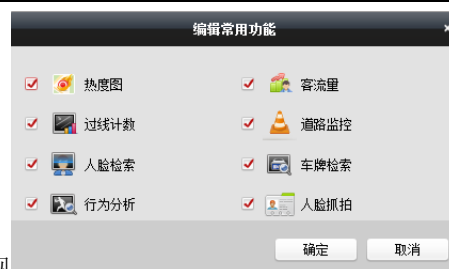 编辑常用功能
热度图 客流量
过线计数 道路监控
人脸检索 车牌检索
行为分析 人脸抓拍
确定 取消